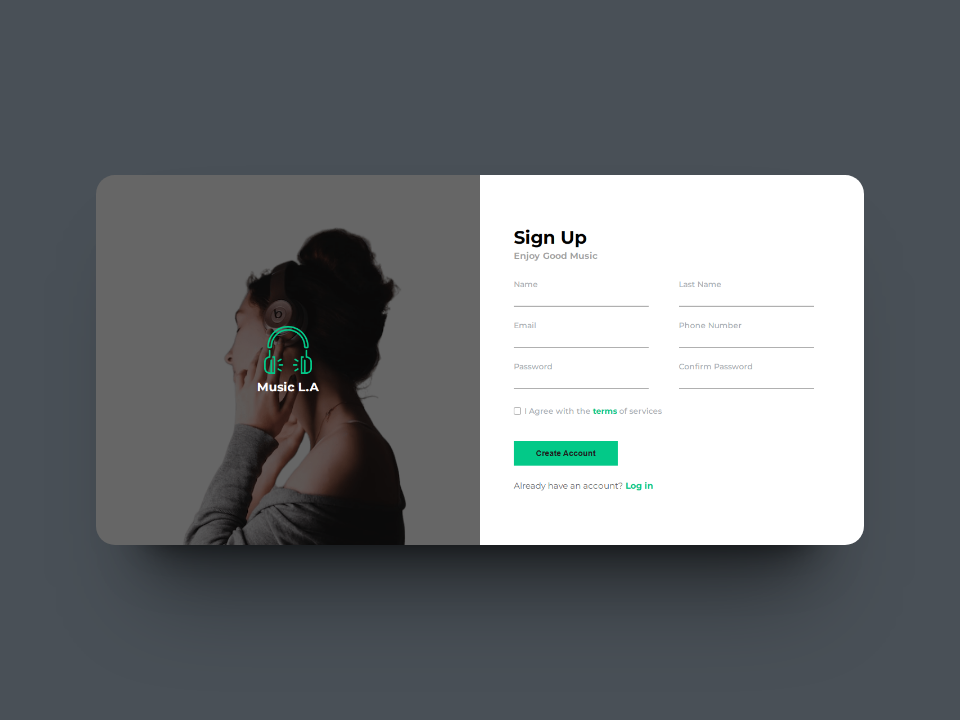 Music L.A
Sign Up
Enjoy Good Music
Name
Last Name
Email
Phone Number
Password
Confirm Password
I Agree with the terms of services
Create Account
Already have an account? Log in